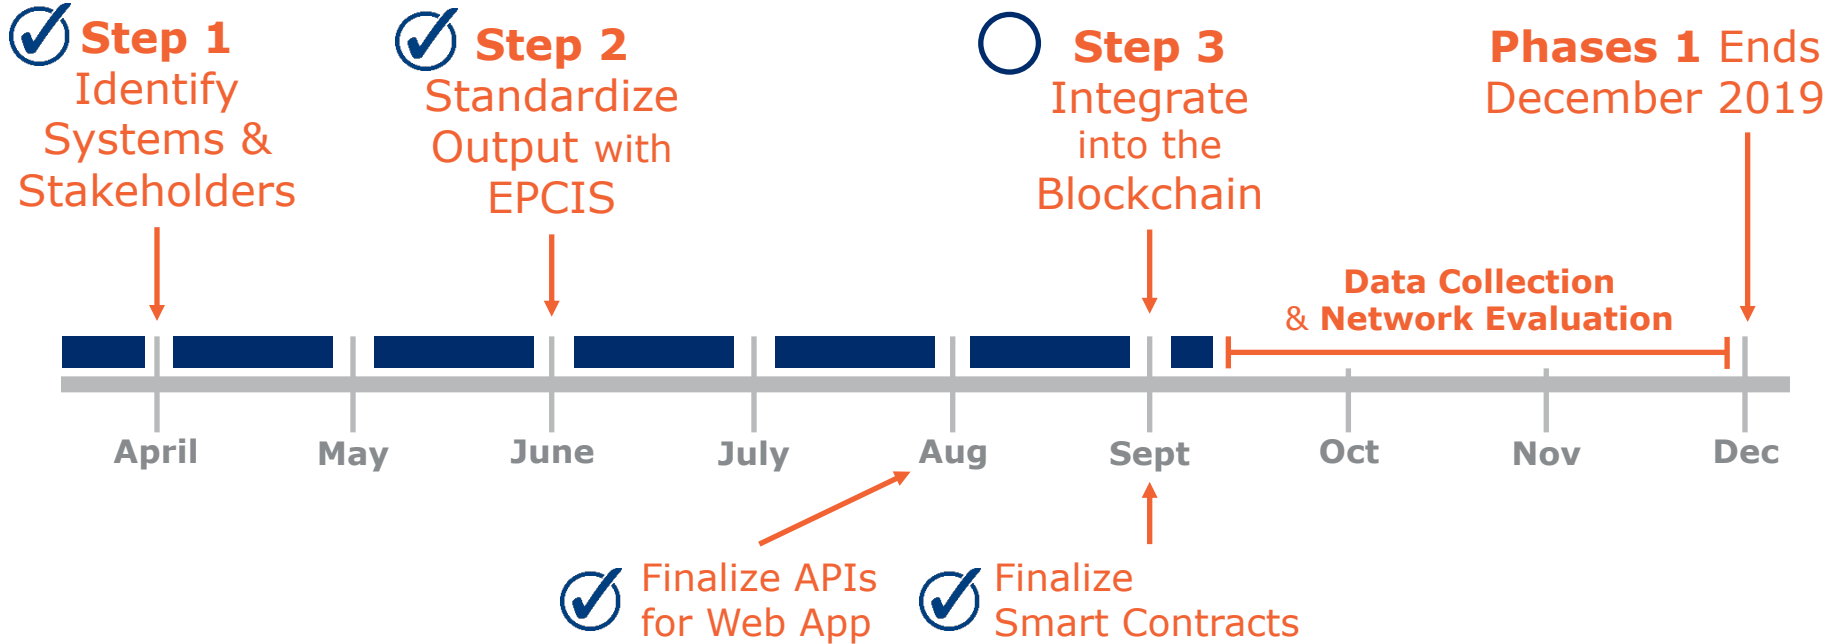 Step 1
Identify
Systems &
Stakeholders
Step 2
Standardize
Output with
EPCIS
Step 3
Integrate
into the
Blockchain
Phases 1 Ends
December 2019
Data Collection
& Network Evaluation
April
May
June
July
Aug
Sept
Oct
Nov
Dec
Finalize APIs
for Web App
Finalize
Smart Contracts